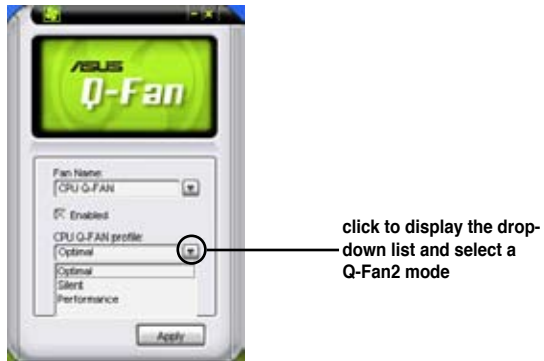 ASUS
Q-Fan
Fan Name:
CPU Q-FAN
Enabled
CPU Q-FAN profile:
Optimal
Optimal
Silent
Performance
Apply
click to display the drop-
down list and select a
Q-Fan2 mode